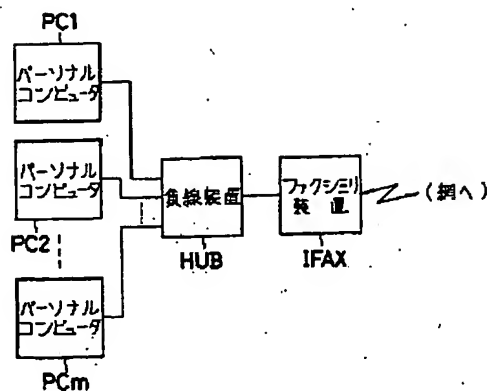 PC1
パーソナル
コンピュータ
パーソナル
コンピュータ
PC2
パーソナル
コンピュータ
PCm
集線装置
HUB
ファクシミリ
装置
IFAX
(網へ)